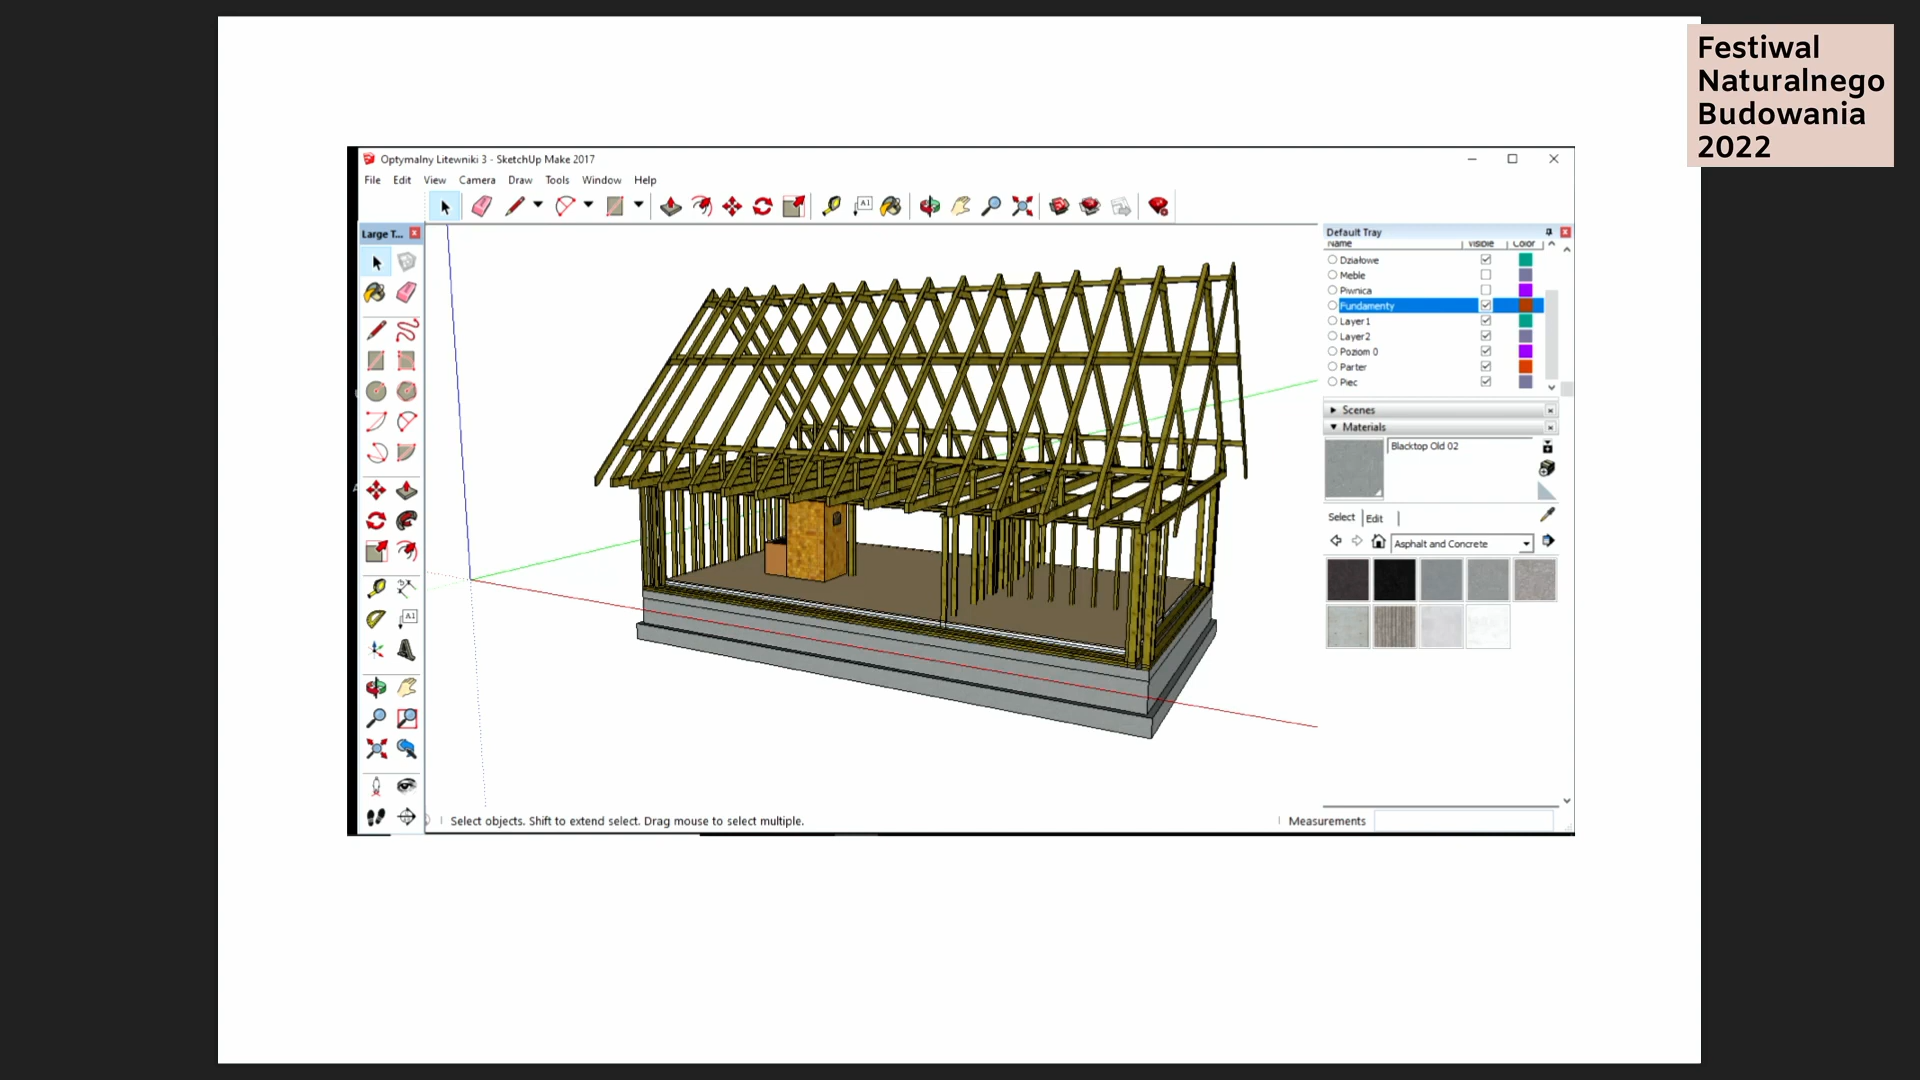 Festiwal
Naturalnego
Budowania
2022
Optymalny Litewniki 3 - SketchUp Make 2017
File Edit View Camera Draw Tools Window Help
A1
Large T...
Default Tray
Name Visible Color
Działowe
Meble
Piwnica
Fundamenty
Layer1
Layer2
Poziom 0
Parter
Piec
Scenes
Materials
Blacktop Old 02
Select Edit
Asphalt and Concrete
A1
Select objects. Shift to extend select. Drag mouse to select multiple.
Measurements